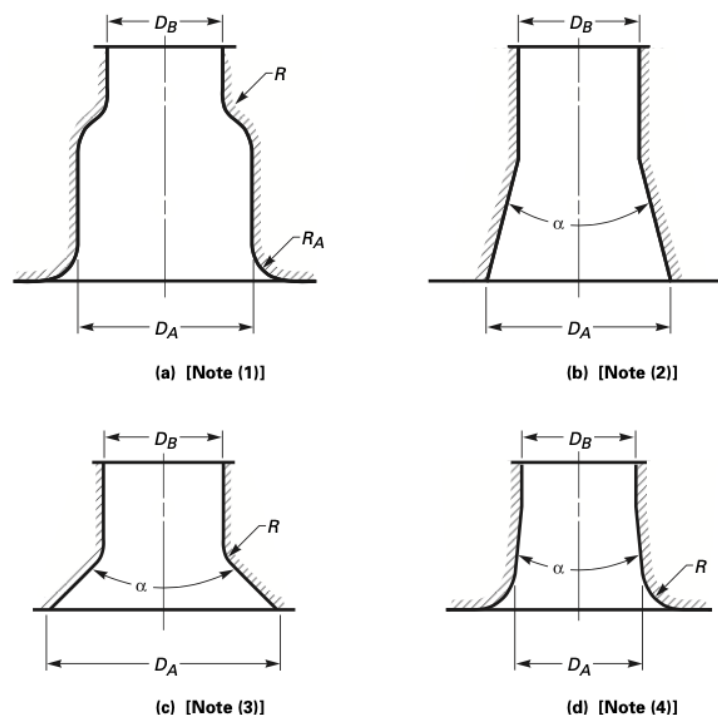 D_B D_B
R
α
R_A
D_A D_A
(a) [Note (1)] (b) [Note (2)]
D_B D_B
R
α α R
D_A D_A
(c) [Note (3)] (d) [Note (4)]